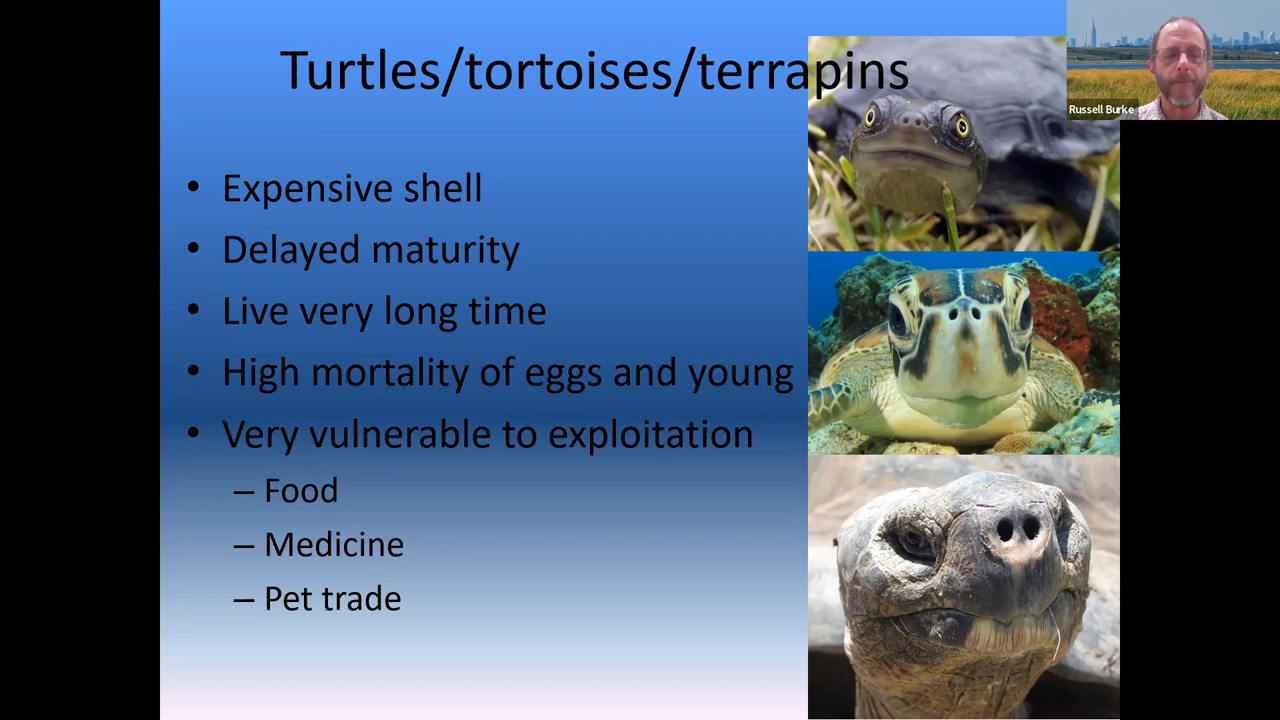 Turtles/tortoises/terrapins
Russell Burke
• Expensive shell
• Delayed maturity
• Live very long time
• High mortality of eggs and young
• Very vulnerable to exploitation
– Food
– Medicine
– Pet trade